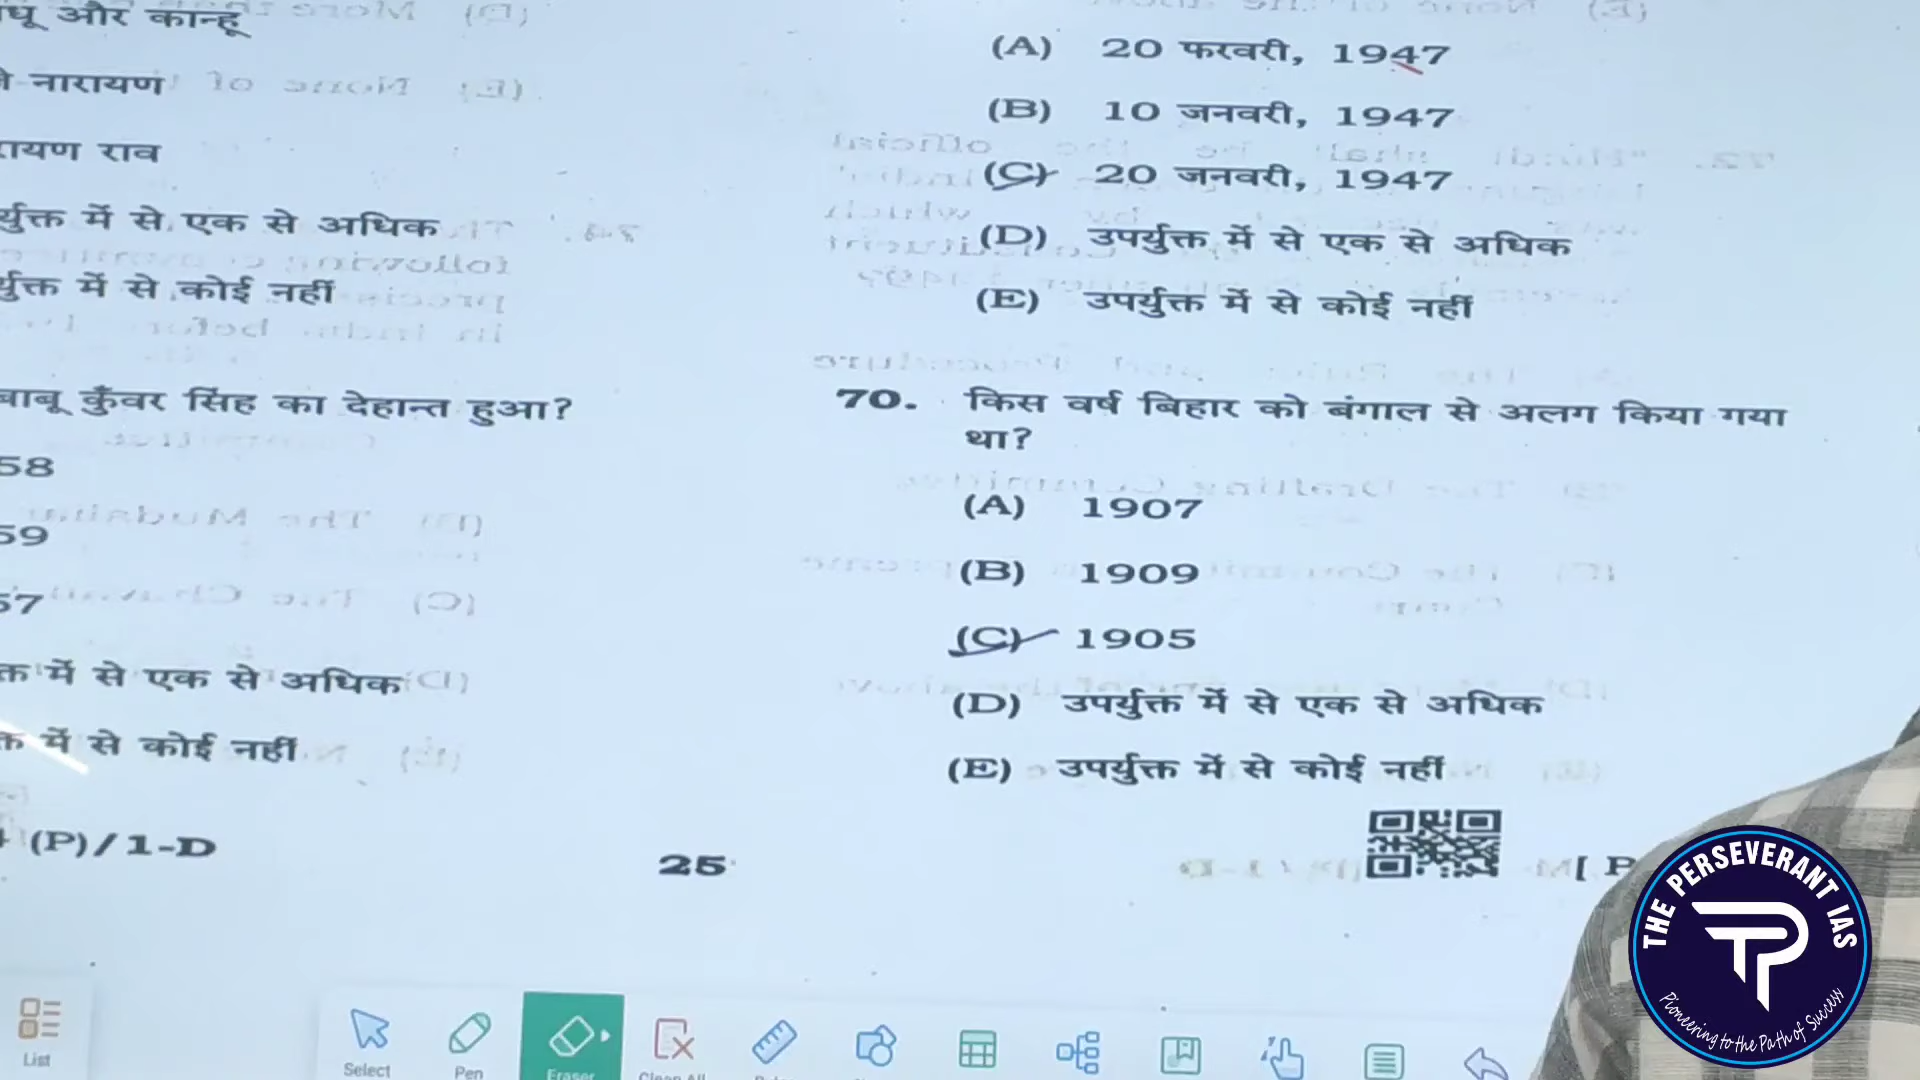 और कान्हू
नारायण
राव
में से एक से अधिक
में से कोई नहीं
बाबू कुँवर सिंह का देहान्त हुआ?
58
59
57
में से एक से अधिक
में से कोई नहीं
(P)/1-D
25
(A) 20 फरवरी, 1947
(B) 10 जनवरी, 1947
(C) 20 जनवरी, 1947
(D) उपर्युक्त में से एक से अधिक
(E) उपर्युक्त में से कोई नहीं
70. किस वर्ष बिहार को बंगाल से अलग किया गया
था?
(A) 1907
(B) 1909
(C) 1905
(D) उपर्युक्त में से एक से अधिक
(E) उपर्युक्त में से कोई नहीं
[ P
THE PERSEVERANT IAS
Pioneering to the Path of Success
List
Select
Pen
Eraser